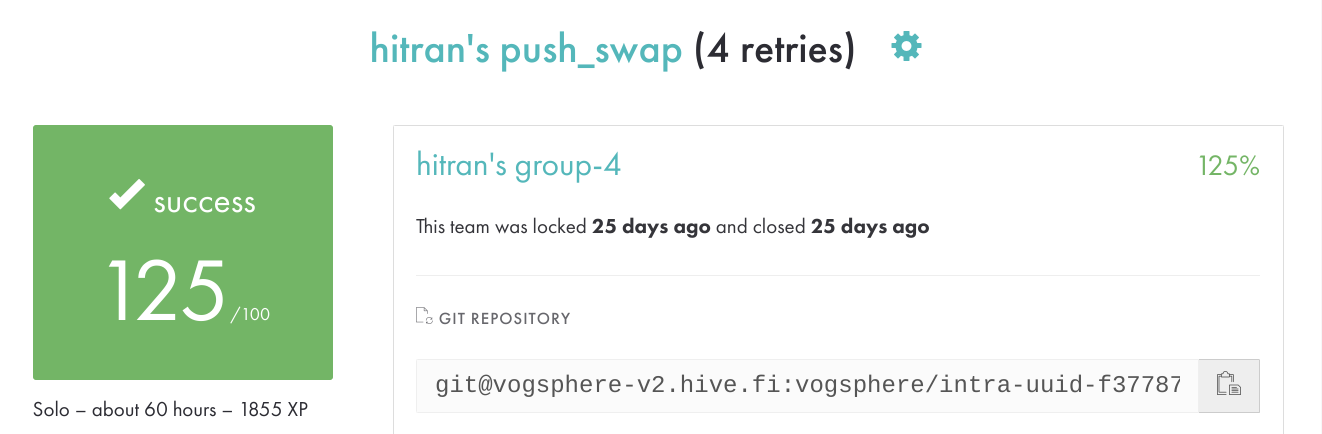 hitran's push_swap (4 retries)
success
125 /100
Solo – about 60 hours – 1855 XP
hitran's group-4
125%
This team was locked 25 days ago and closed 25 days ago
GIT REPOSITORY
git@vogsphere-v2.hive.fi:vogsphere/intra-uuid-f37787